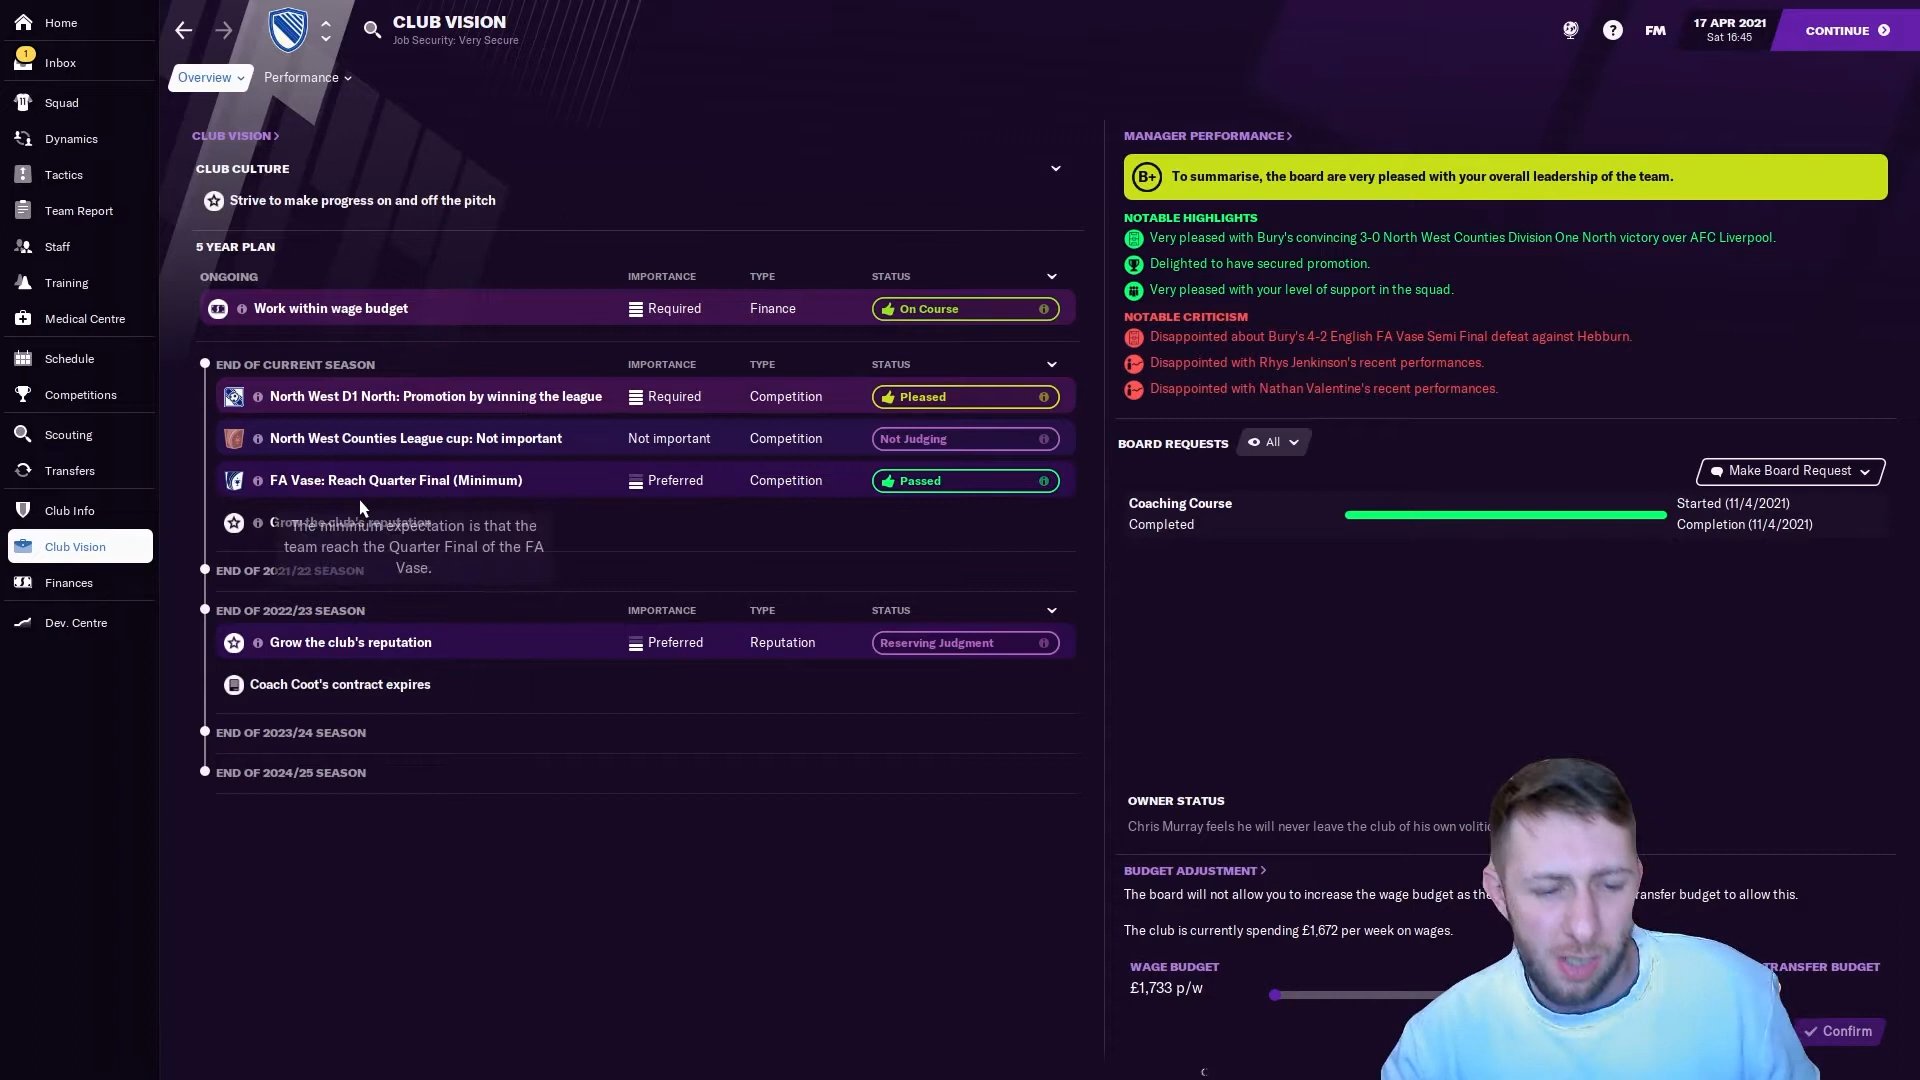 Home
1
Inbox
Squad
Dynamics
Tactics
Team Report
Staff
Training
Medical Centre
Schedule
Competitions
Scouting
Transfers
Club Info
Club Vision
Finances
Dev. Centre
CLUB VISION
Job Security: Very Secure
?
FM
17 APR 2021
Sat 16:45
CONTINUE
Overview
Performance
CLUB VISION
CLUB CULTURE
Strive to make progress on and off the pitch
5 YEAR PLAN
ONGOING IMPORTANCE TYPE STATUS
Work within wage budget Required Finance On Course
END OF CURRENT SEASON IMPORTANCE TYPE STATUS
North West D1 North: Promotion by winning the league Required Competition Pleased
North West Counties League cup: Not important Not important Competition Not Judging
FA Vase: Reach Quarter Final (Minimum) Preferred Competition Passed
Grow the club's reputation
The minimum expectation is that the
team reach the Quarter Final of the FA
Vase.
END OF 2021/22 SEASON
END OF 2022/23 SEASON IMPORTANCE TYPE STATUS
Grow the club's reputation Preferred Reputation Reserving Judgment
Coach Coot's contract expires
END OF 2023/24 SEASON
END OF 2024/25 SEASON
MANAGER PERFORMANCE
B+ To summarise, the board are very pleased with your overall leadership of the team.
NOTABLE HIGHLIGHTS
Very pleased with Bury's convincing 3-0 North West Counties Division One North victory over AFC Liverpool.
Delighted to have secured promotion.
Very pleased with your level of support in the squad.
NOTABLE CRITICISM
Disappointed about Bury's 4-2 English FA Vase Semi Final defeat against Hebburn.
Disappointed with Rhys Jenkinson's recent performances.
Disappointed with Nathan Valentine's recent performances.
BOARD REQUESTS All
Make Board Request
Coaching Course Started (11/4/2021)
Completed Completion (11/4/2021)
OWNER STATUS
Chris Murray feels he will never leave the club of his own
BUDGET ADJUSTMENT
The board will not allow you to increase the wage budget as budget to allow this.
The club is currently spending £1,672 per week on wages.
WAGE BUDGET TRANSFER BUDGET
£1,733 p/w
Confirm